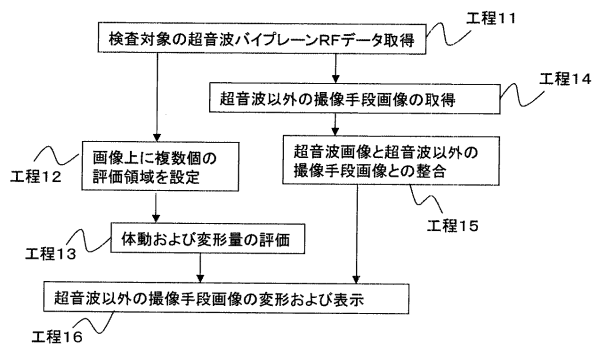 工程11
検査対象の超音波バイプレーンRFデータ取得
工程14
超音波以外の撮像手段画像の取得
画像上に複数個の
評価領域を設定
工程12
超音波画像と超音波以外の
撮像手段画像との整合
工程15
体動および変形量の評価
工程13
超音波以外の撮像手段画像の変形および表示
工程16